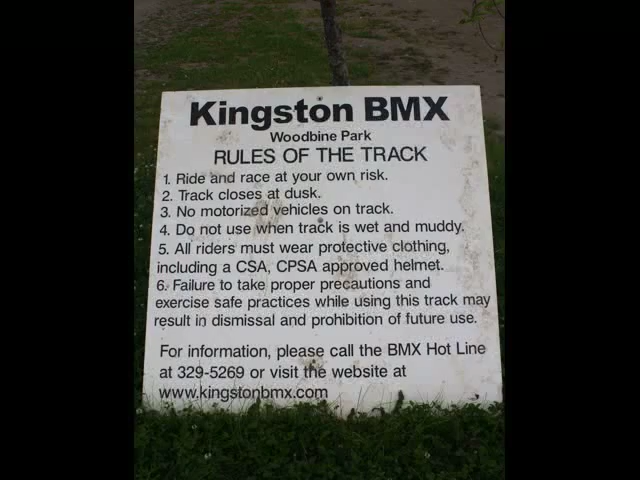 Kingston BMX
Woodbine Park
RULES OF THE TRACK
1. Ride and race at your own risk.
2. Track closes at dusk.
3. No motorized vehicles on track.
4. Do not use when track is wet and muddy.
5. All riders must wear protective clothing,
including a CSA, CPSA approved helmet.
6. Failure to take proper precautions and
exercise safe practices while using this track may
result in dismissal and prohibition of future use.
For information, please call the BMX Hot Line
at 329-5269 or visit the website at
www.kingstonbmx.com